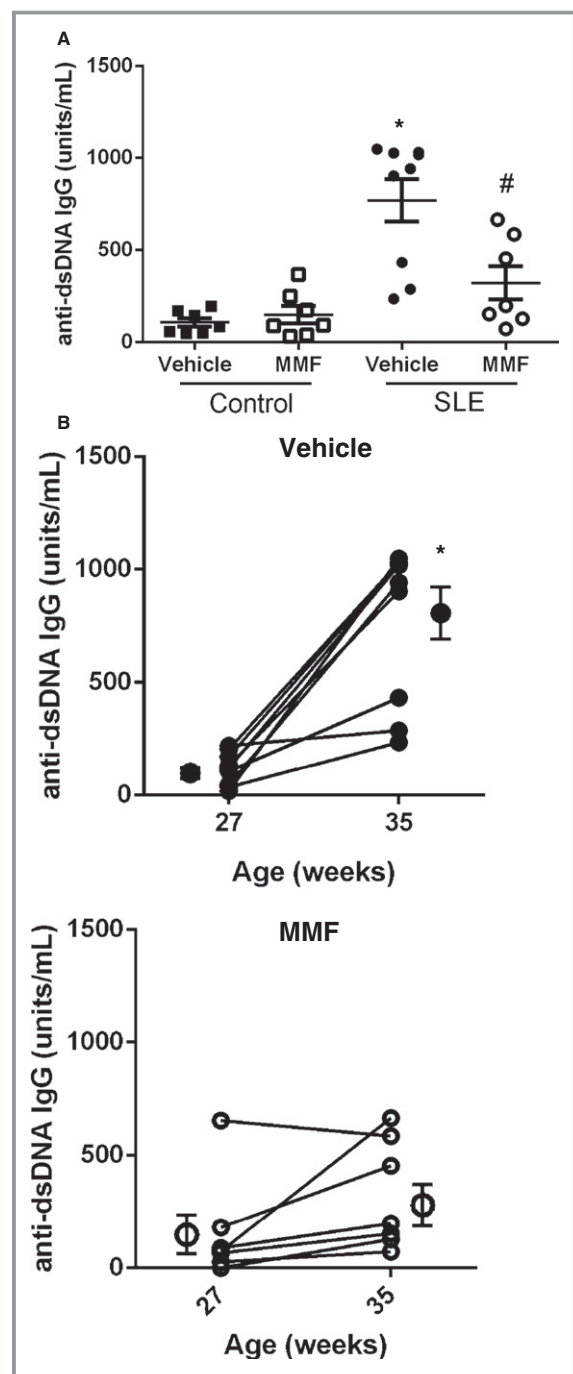 A
anti-dsDNA IgG (units/mL)
1500
1000
500
0
*
#
Vehicle MMF Vehicle MMF
Control SLE
B
Vehicle
anti-dsDNA IgG (units/mL)
1500
1000
500
0
*
27 35
Age (weeks)
MMF
anti-dsDNA IgG (units/mL)
1500
1000
500
0
27 35
Age (weeks)